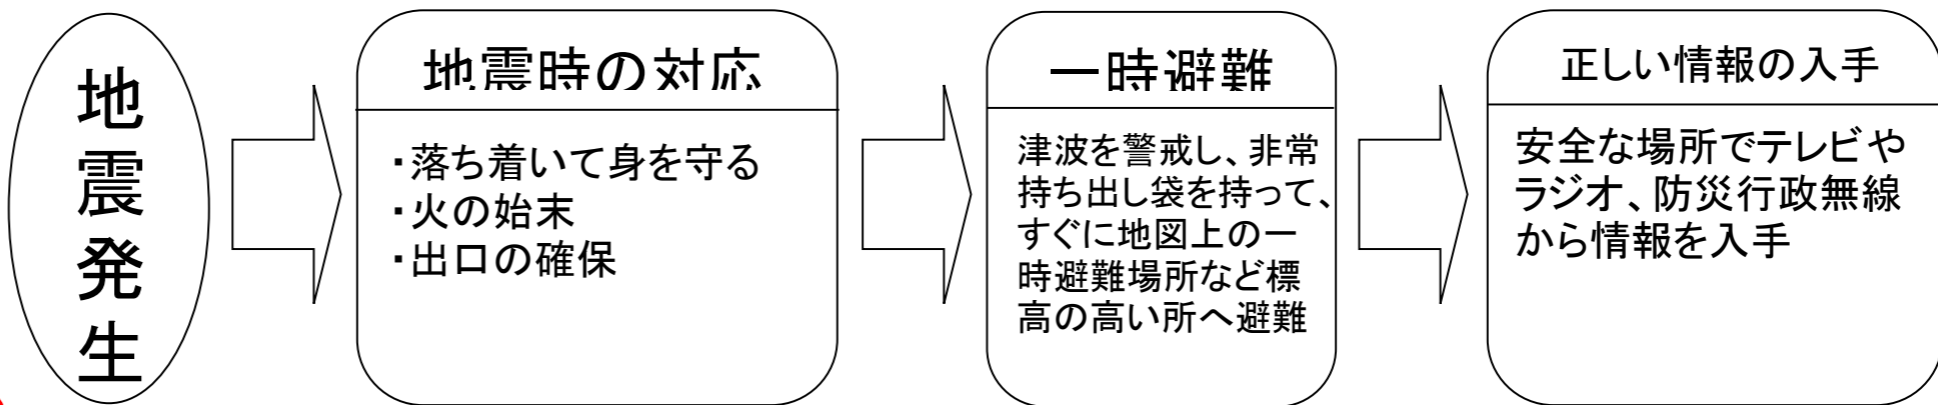 地震発生
地震時の対応
・落ち着いて身を守る
・火の始末
・出口の確保
一時避難
津波を警戒し、非常
持ち出し袋を持って、
すぐに地図上の一
時避難場所など標
高の高い所へ避難
正しい情報の入手
安全な場所でテレビや
ラジオ、防災行政無線
から情報を入手